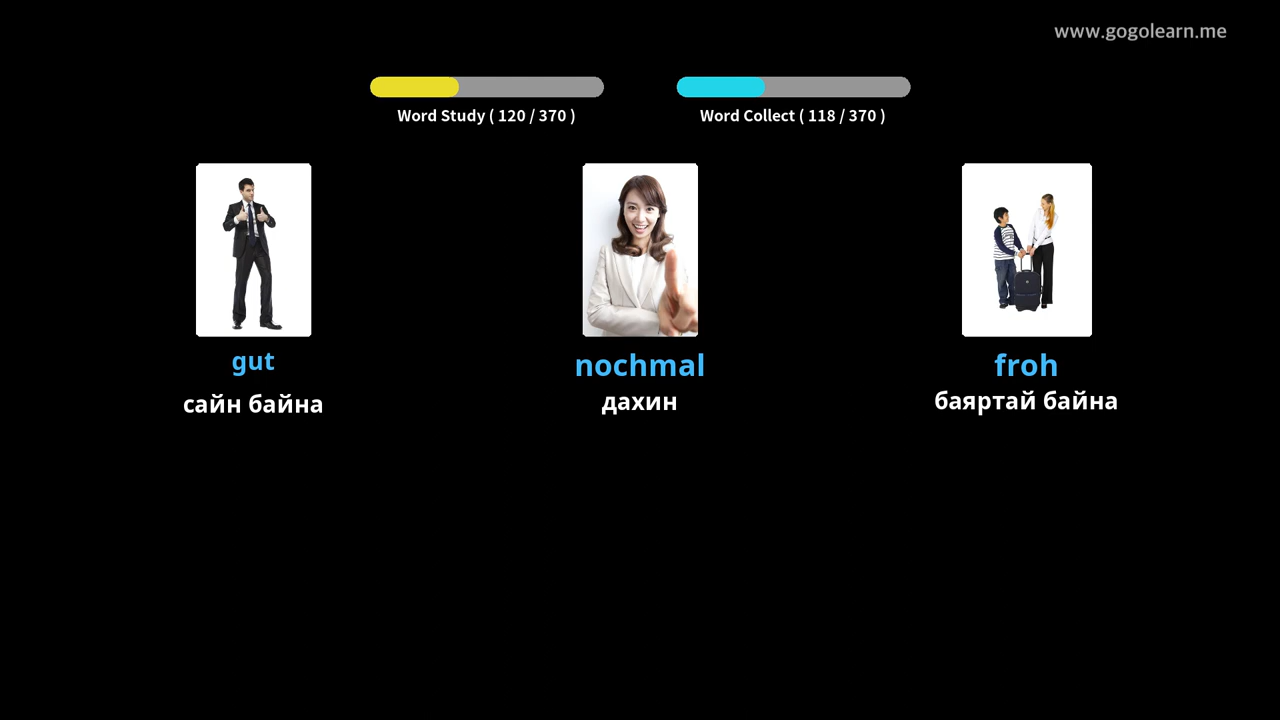 www.gogolearn.me
Word Study ( 120 / 370 )
Word Collect ( 118 / 370 )
gut
nochmal
froh
сайн байна
дахин
баяртай байна